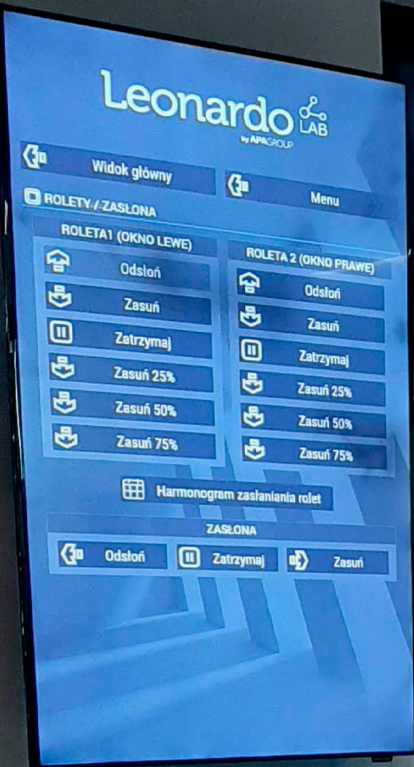 Leonardo
LAB
by APAGROUP
Widok główny
Menu
ROLETY / ZASŁONA
ROLETA1 (OKNO LEWE)
Odsłoń
Zasuń
Zatrzymaj
Zasuń 25%
Zasuń 50%
Zasuń 75%
ROLETA 2 (OKNO PRAWE)
Odsłoń
Zasuń
Zatrzymaj
Zasuń 25%
Zasuń 50%
Zasuń 75%
Harmonogram zasłaniania rolet
ZASŁONA
Odsłoń
Zatrzymaj
Zasuń